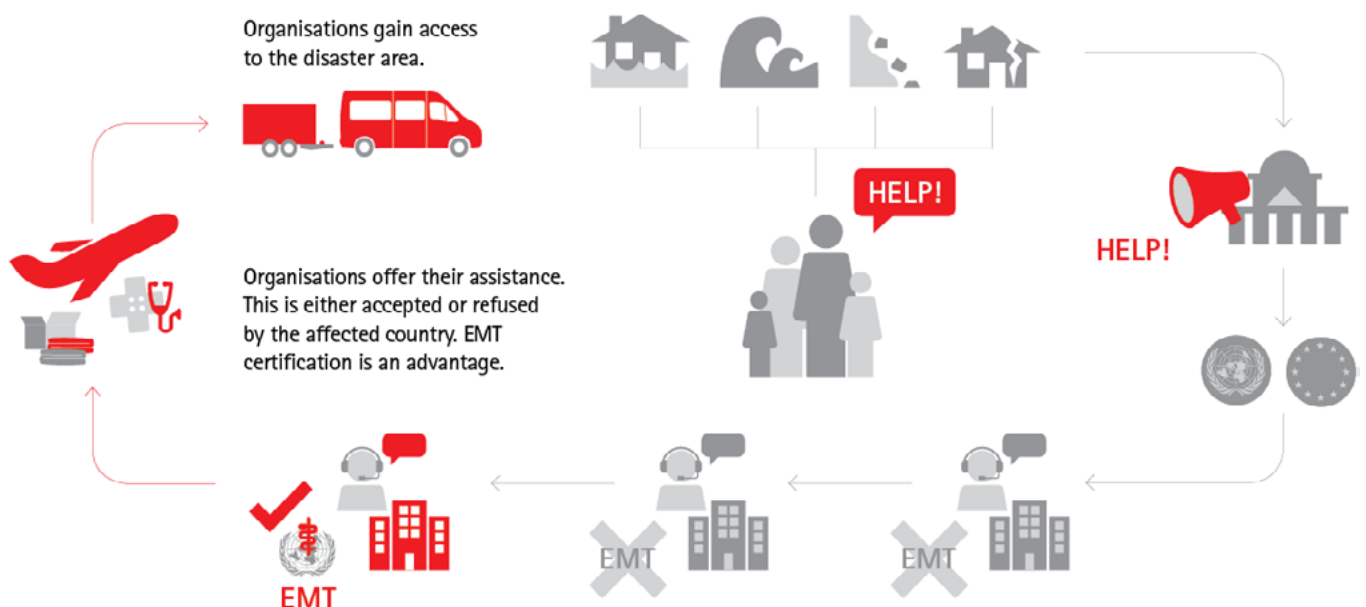 Organisations gain access
to the disaster area.
HELP!
HELP!
Organisations offer their assistance.
This is either accepted or refused
by the affected country. EMT
certification is an advantage.
EMT
EMT
EMT